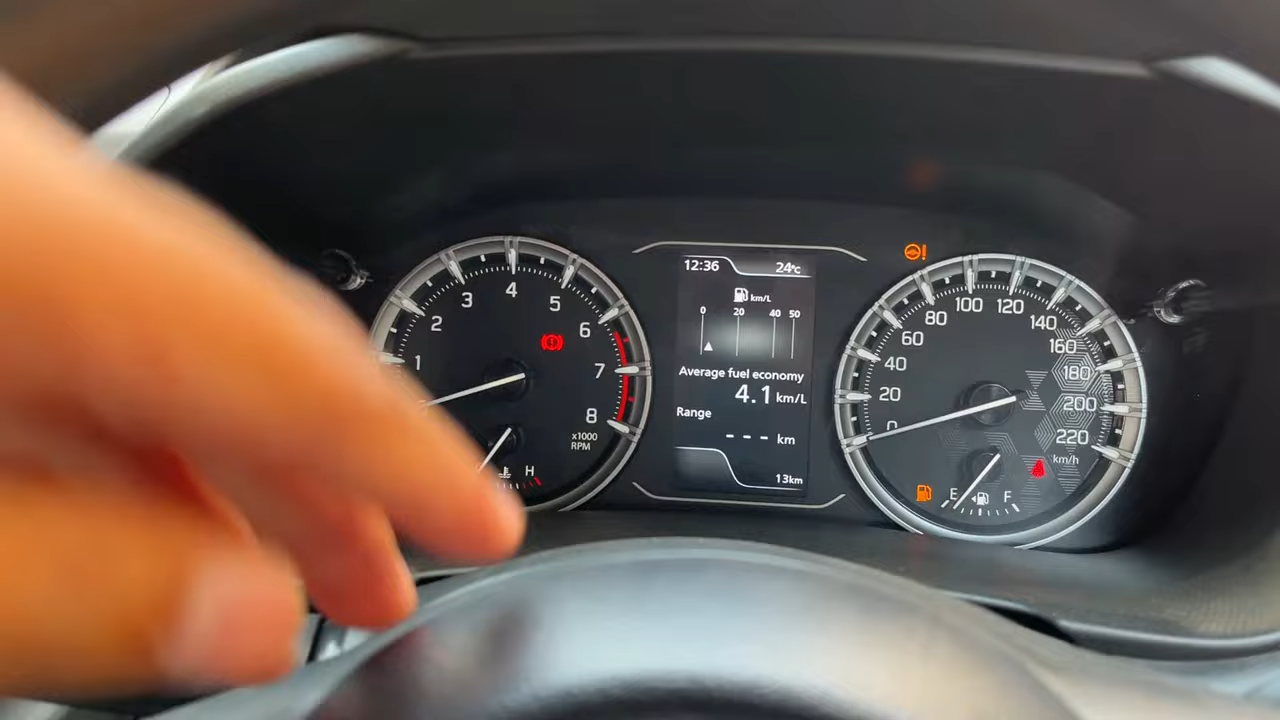 1
2
3
4
5
6
7
8
x1000
RPM
H
12:36 24℃
km/L
0 20 40 50
Average fuel economy
4.1 km/L
Range
--- km
13km
0
20
40
60
80
100
120
140
160
180
200
220
km/h
E F